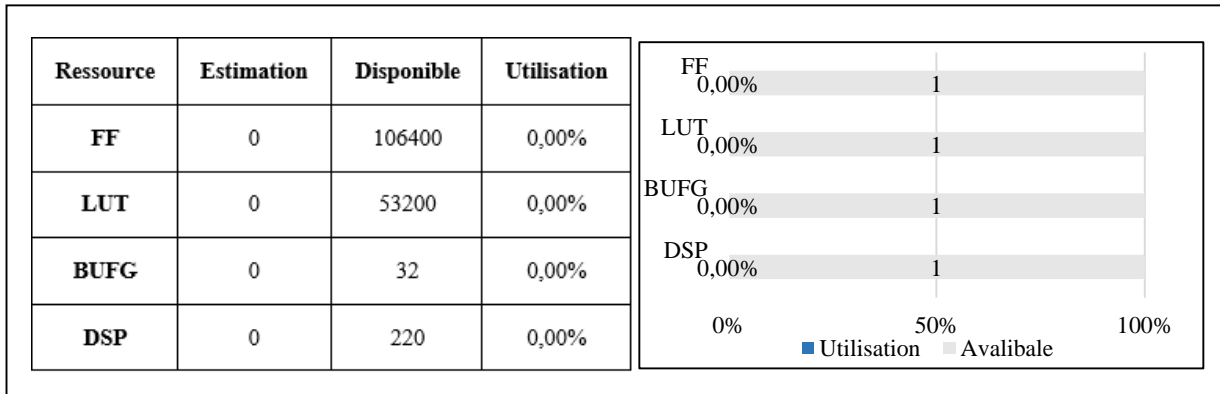 Ressource Estimation Disponible Utilisation
FF 0 106400 0,00%
LUT 0 53200 0,00%
BUFG 0 32 0,00%
DSP 0 220 0,00%
FF
0,00% 1
LUT
0,00% 1
BUFG
0,00% 1
DSP
0,00% 1
0% 50% 100%
Utilisation Avalibale